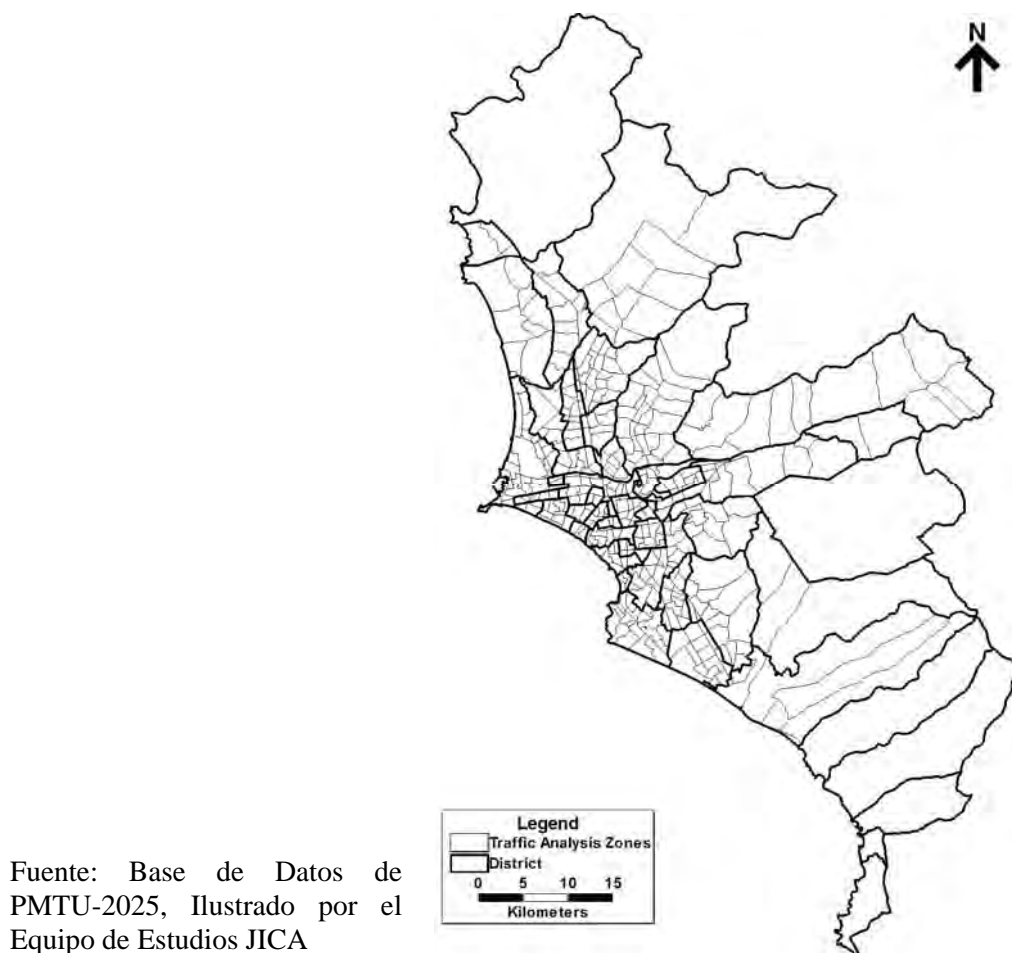 N
Legend
Traffic Analysis Zones
District
0 5 10 15
Kilometers
Fuente: Base de Datos de
PMTU-2025, Ilustrado por el
Equipo de Estudios JICA